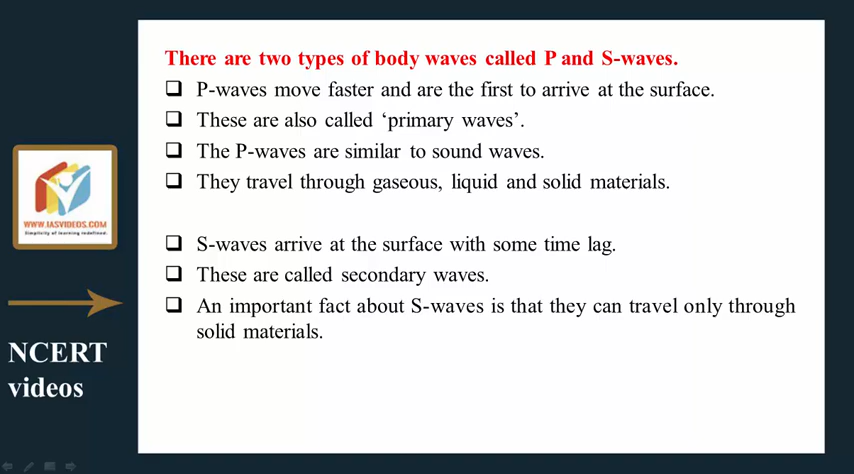 There are two types of body waves called P and S-waves.
P-waves move faster and are the first to arrive at the surface.
These are also called ‘primary waves’.
The P-waves are similar to sound waves.
They travel through gaseous, liquid and solid materials.
S-waves arrive at the surface with some time lag.
These are called secondary waves.
An important fact about S-waves is that they can travel only through
solid materials.
WWW.IASVIDEOS.COM
Simplicity of learning redefined.
NCERT
videos